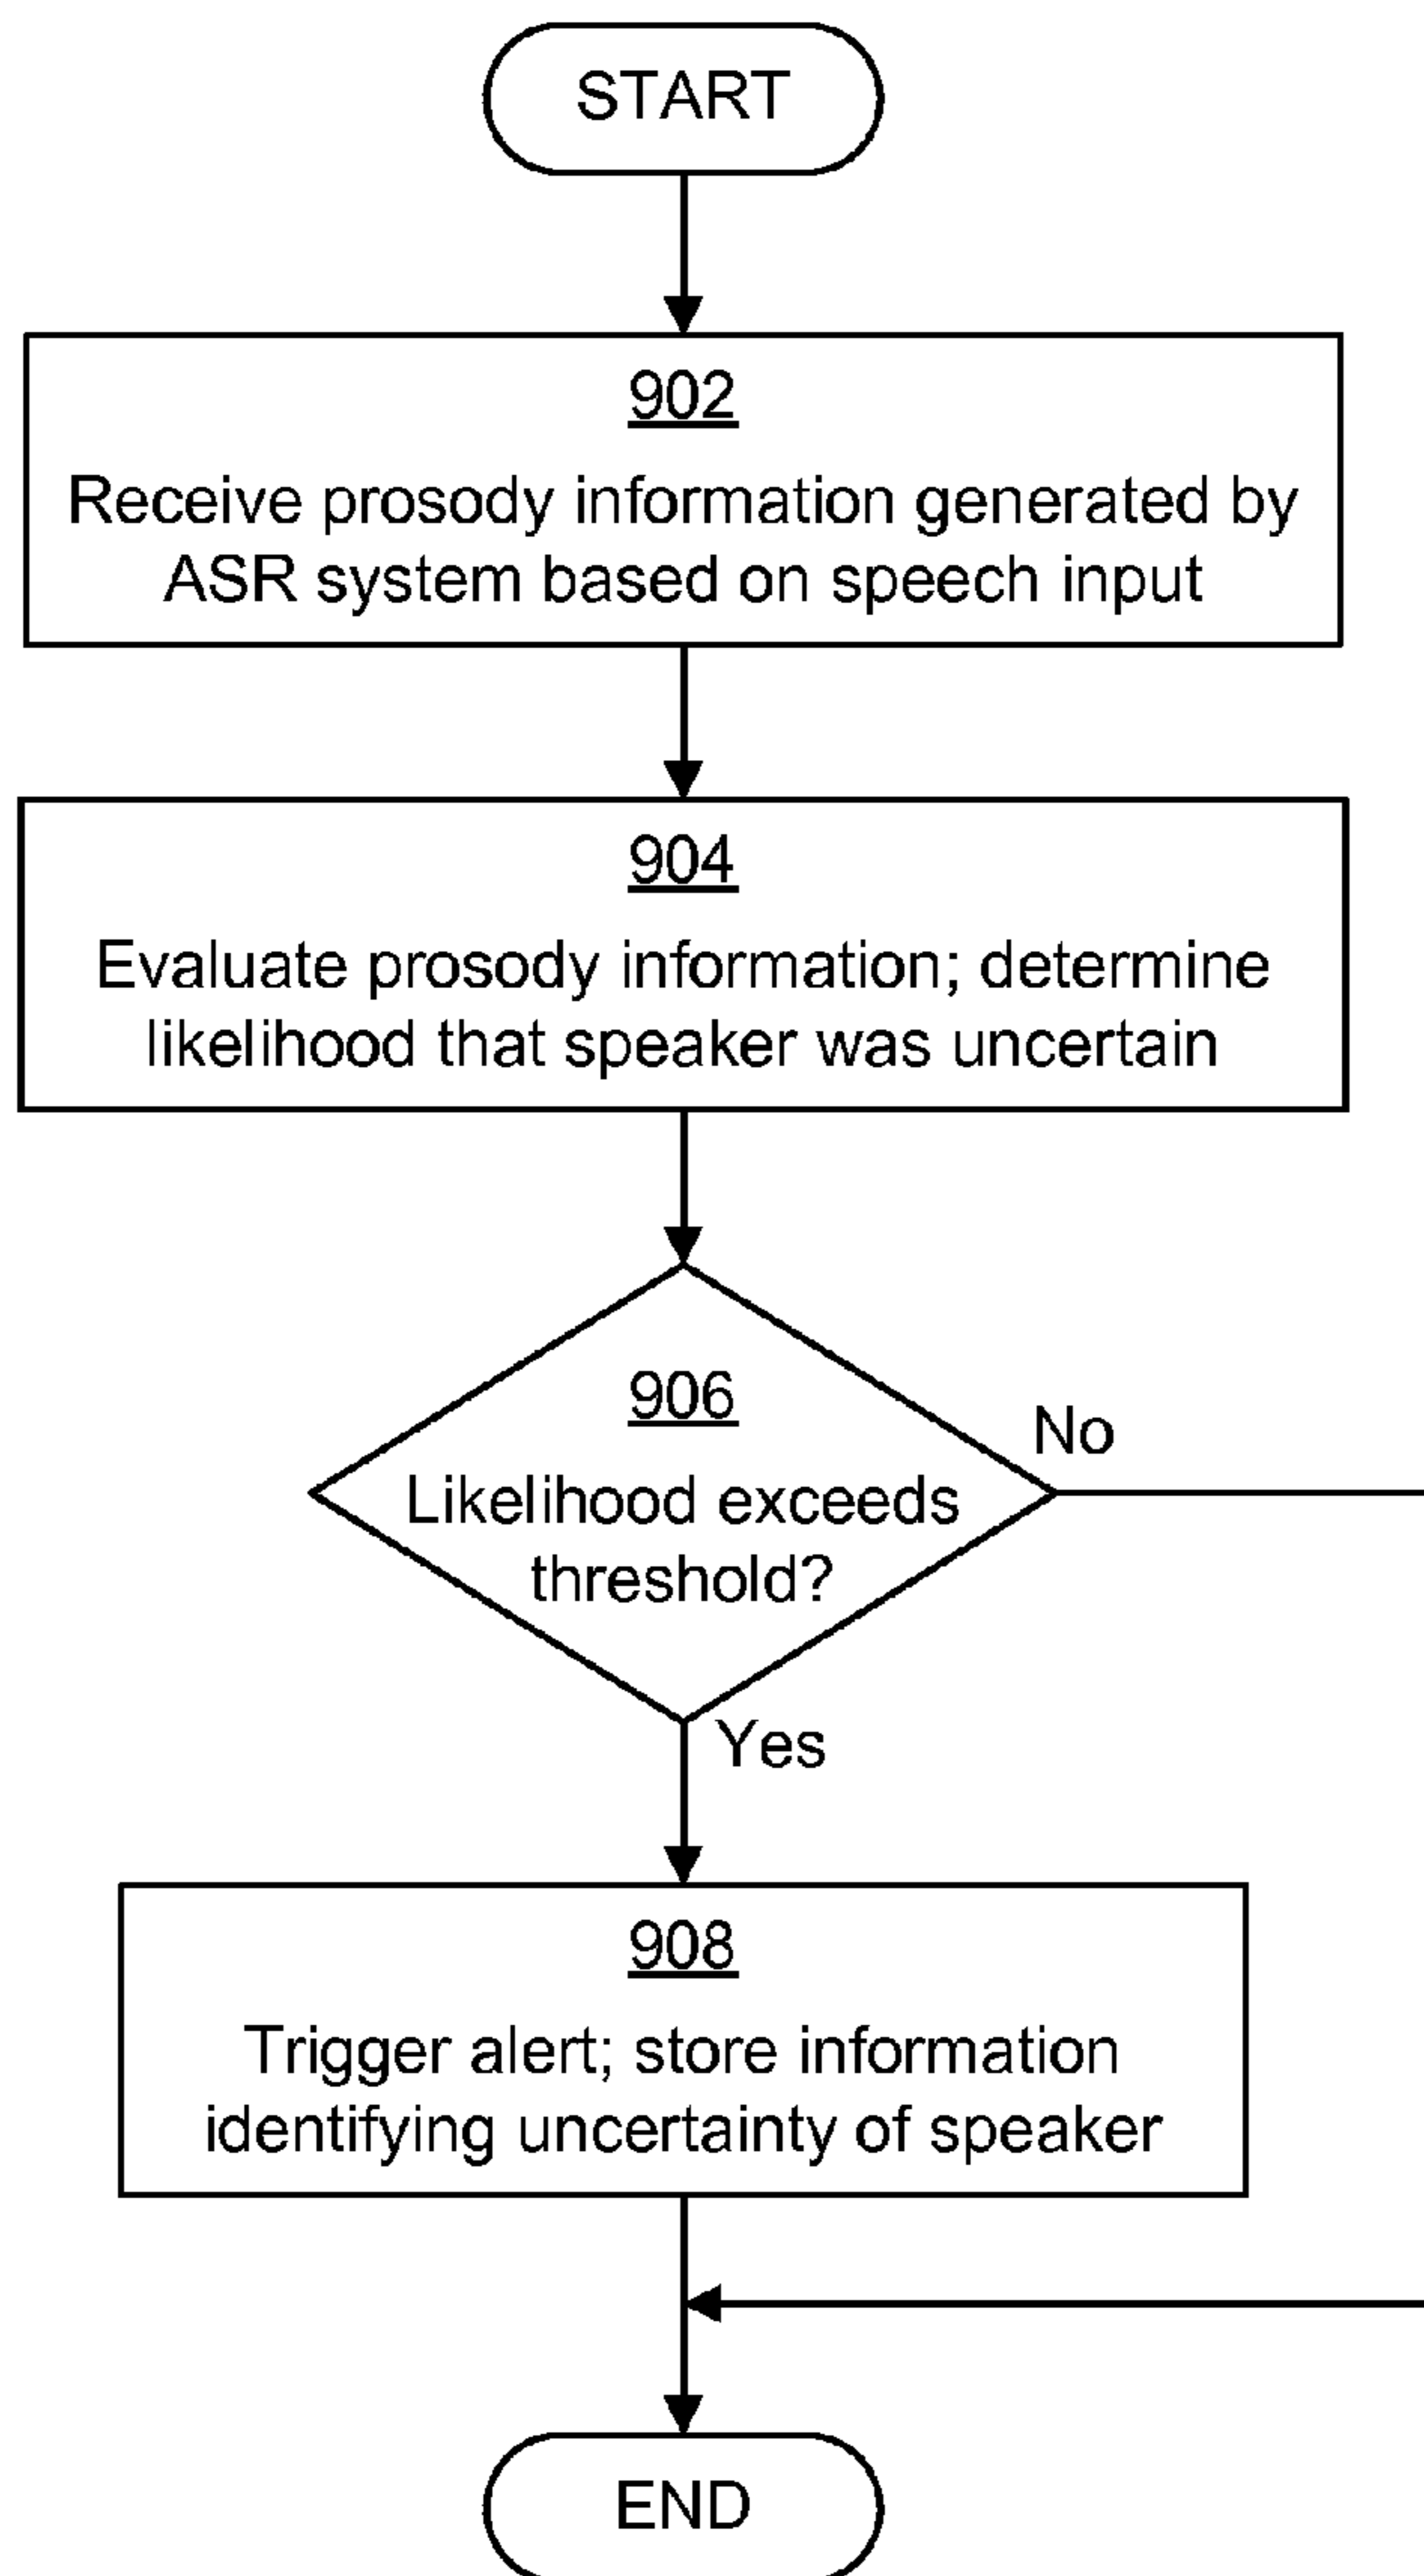 START
902
Receive prosody information generated by
ASR system based on speech input
904
Evaluate prosody information; determine
likelihood that speaker was uncertain
906
Likelihood exceeds
threshold?
No
Yes
908
Trigger alert; store information
identifying uncertainty of speaker
END